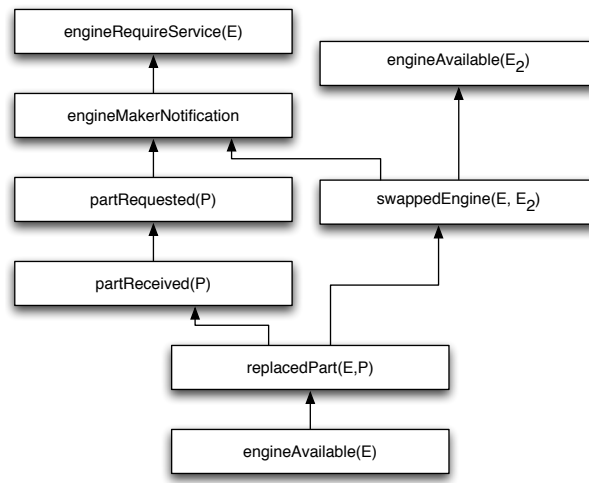 engineRequireService(E)
engineAvailable(E2)
engineMakerNotification
partRequested(P)
swappedEngine(E, E2)
partReceived(P)
replacedPart(E,P)
engineAvailable(E)